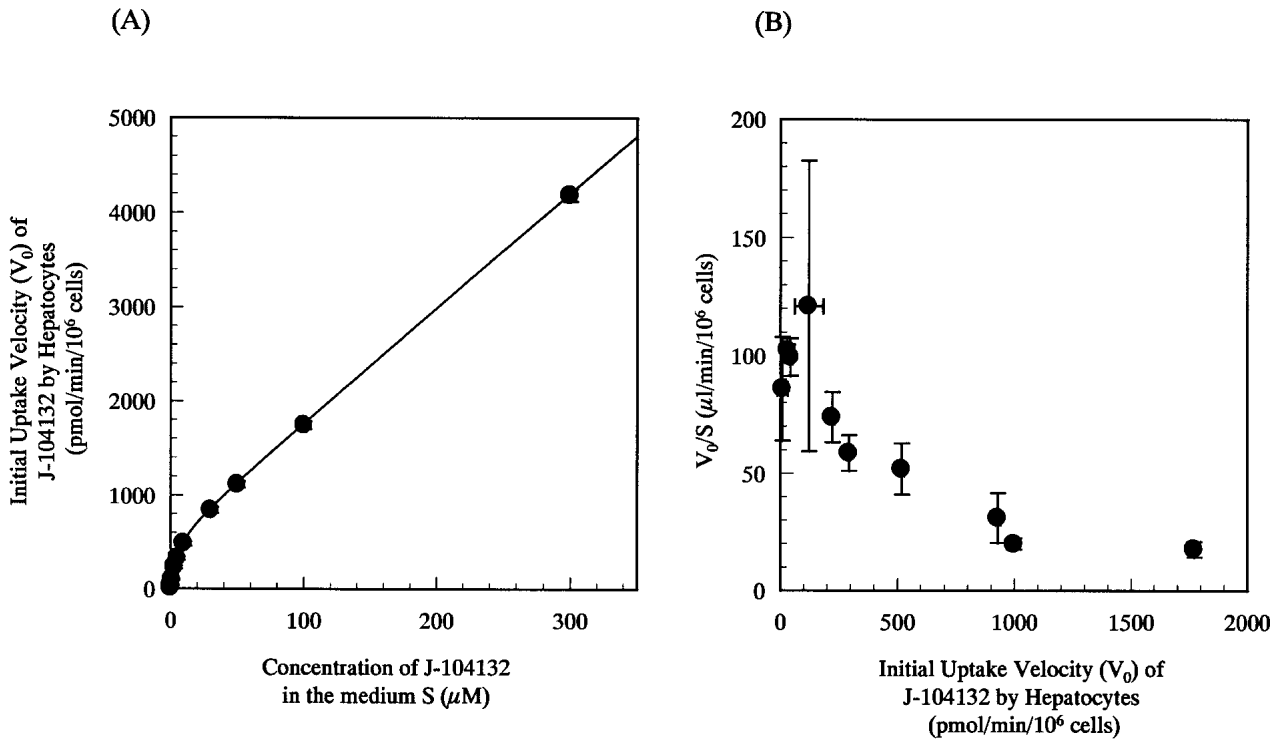 (A)
(B)
Initial Uptake Velocity (V₀) of
J-104132 by Hepatocytes
(pmol/min/10⁶ cells)
5000
4000
3000
2000
1000
0
0
100
200
300
Concentration of J-104132
in the medium S (μM)
V₀/S (μl/min/10⁶ cells)
200
150
100
50
0
0
500
1000
1500
2000
Initial Uptake Velocity (V₀) of
J-104132 by Hepatocytes
(pmol/min/10⁶ cells)